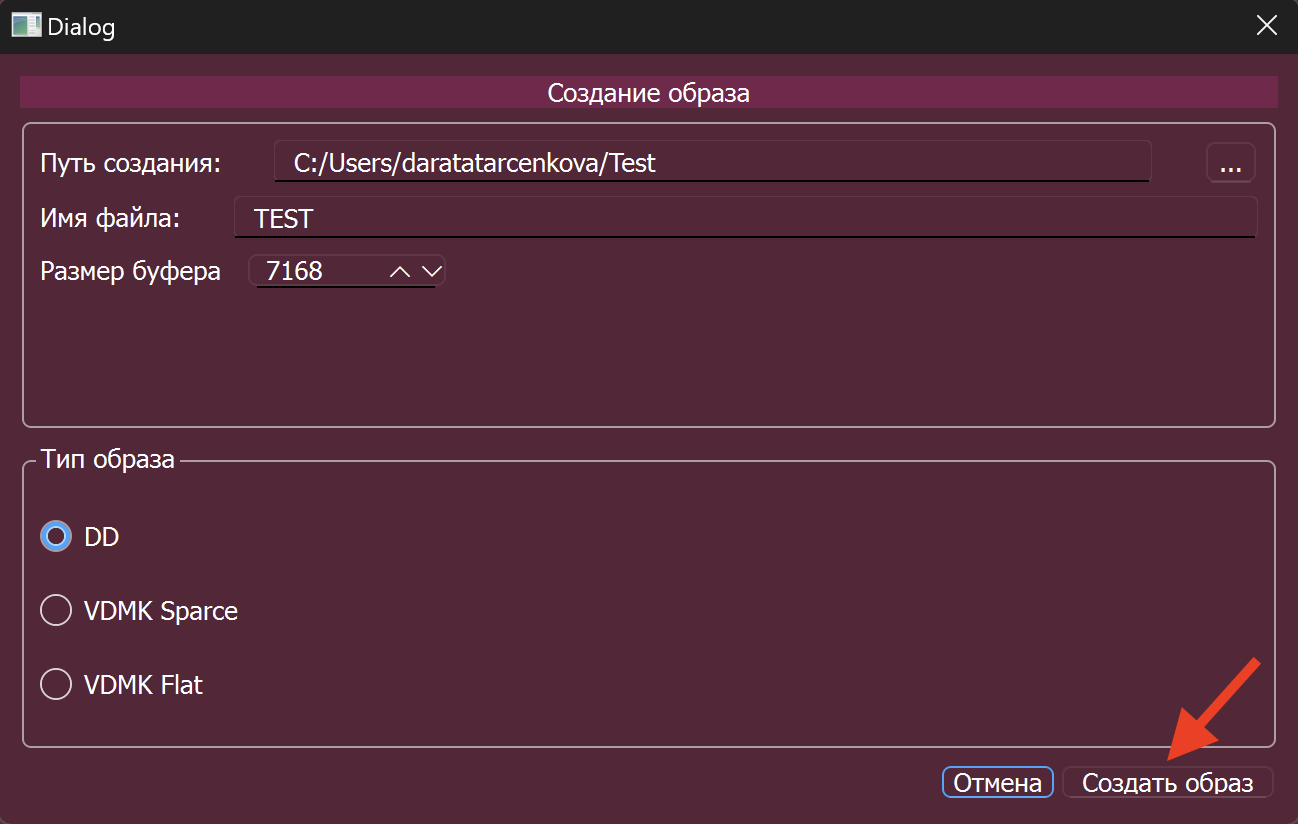 Dialog
Создание образа
Путь создания: C:/Users/daratatarcenkova/Test ...
Имя файла: TEST
Размер буфера 7168
Тип образа
DD
VDMK Sparce
VDMK Flat
Отмена Создать образ